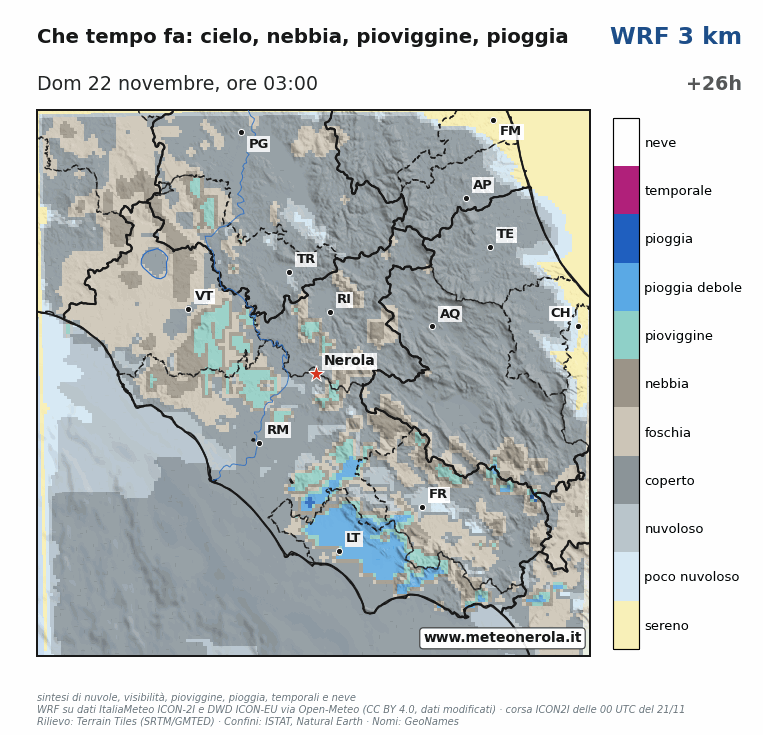 Che tempo fa: cielo, nebbia, pioviggine, pioggia
WRF 3 km
Dom 22 novembre, ore 03:00
+26h
FM
PG
AP
TE
TR
VT
RI
AQ
CH
Nerola
RM
FR
LT
www.meteonerola.it
neve
temporale
pioggia
pioggia debole
pioviggine
nebbia
foschia
coperto
nuvoloso
poco nuvoloso
sereno
sintesi di nuvole, visibilità, pioviggine, pioggia, temporali e neve
WRF su dati ItaliaMeteo ICON-2I e DWD ICON-EU via Open-Meteo (CC BY 4.0, dati modificati) · corsa ICON2I delle 00 UTC del 21/11
Rilievo: Terrain Tiles (SRTM/GMTED) · Confini: ISTAT, Natural Earth · Nomi: GeoNames